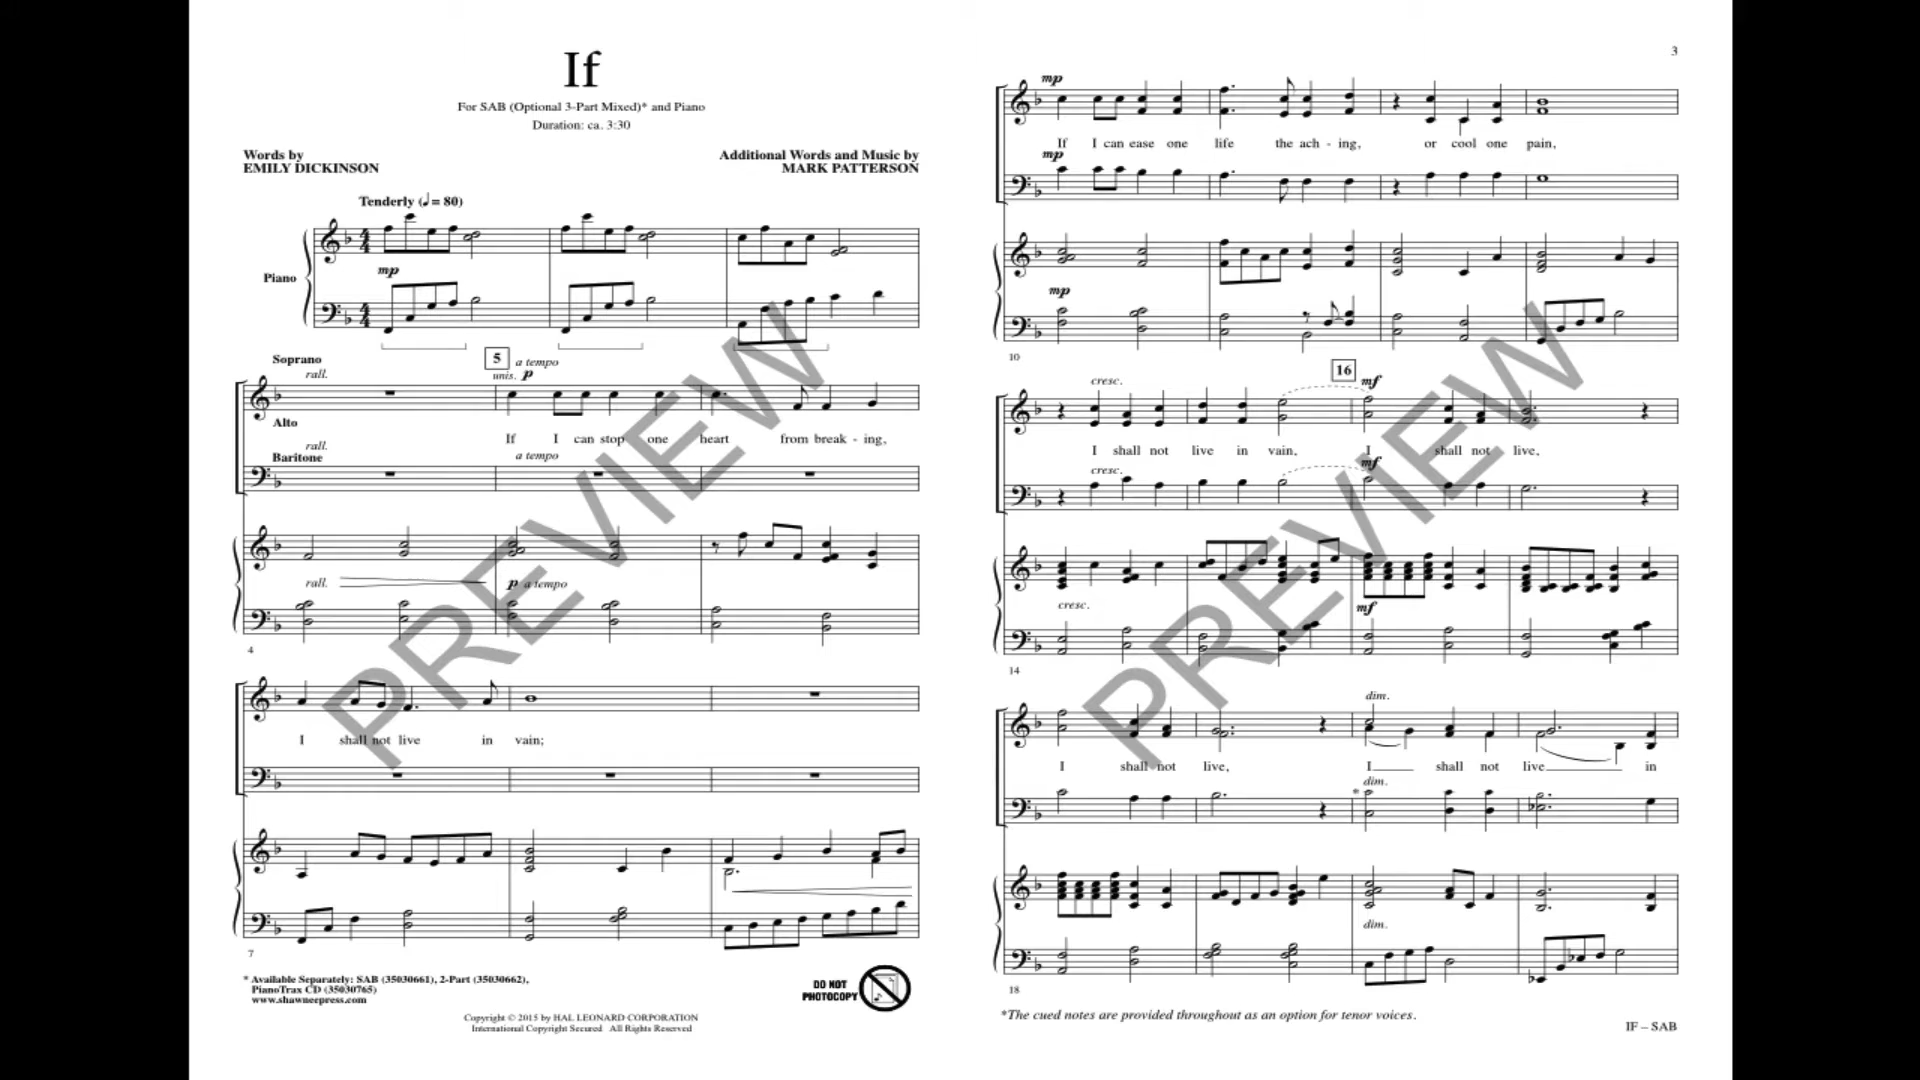 If
For SAB (Optional 3-Part Mixed)* and Piano
Duration: ca. 3:30
Words by
EMILY DICKINSON
Additional Words and Music by
MARK PATTERSON
Tenderly (♩= 80)
Piano
mp
Soprano
rall.
5
a tempo
unis. p
Alto
If I can stop one heart from break - ing,
rall.
Baritone
a tempo
rall.
p a tempo
4
I shall not live in vain;
7
* Available Separately: SAB (35030661), 2-Part (35030662),
PianoTrax CD (35030765)
www.shawneepress.com
DO NOT
PHOTOCOPY
Copyright © 2015 by HAL LEONARD CORPORATION
International Copyright Secured All Rights Reserved
PREVIEW
3
mp
If I can ease one life the ach - ing, or cool one pain,
mp
mp
10
16
cresc.
mf
I shall not live in vain, I shall not live,
cresc.
mf
cresc.
mf
14
dim.
I shall not live, I shall not live in
dim.
*
dim.
18
*The cued notes are provided throughout as an option for tenor voices.
IF – SAB
PREVIEW